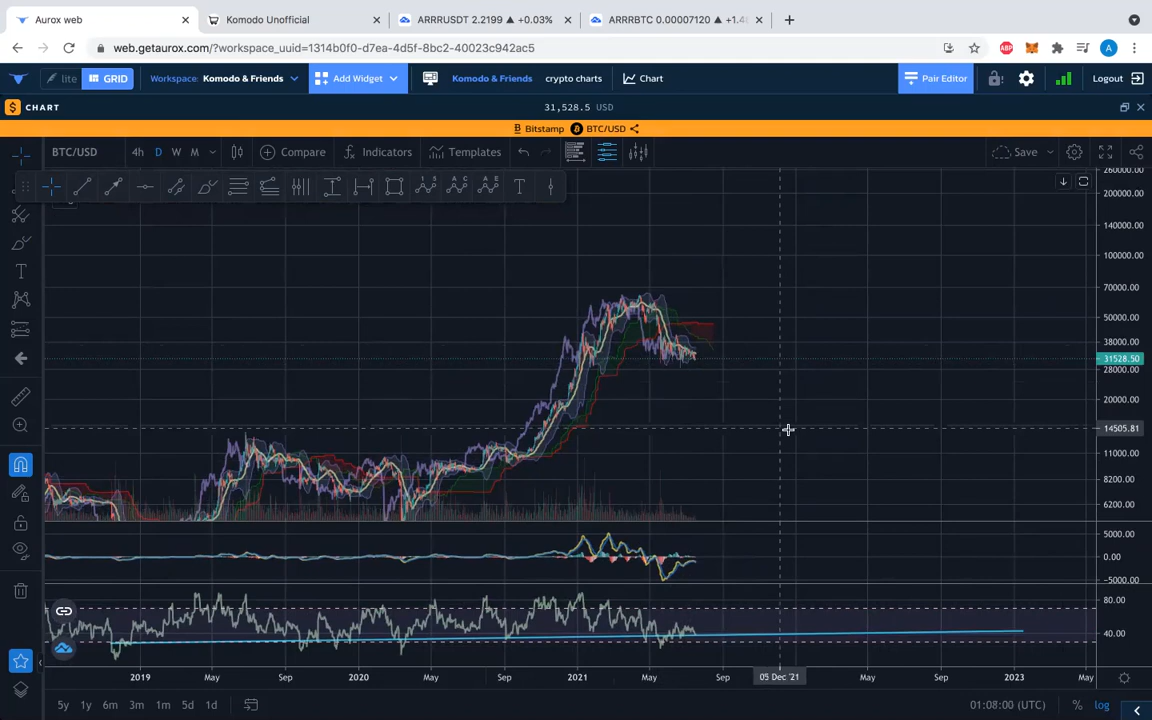 Aurox web
Komodo Unofficial
ARRRUSDT 2.2199 ▲ +0.03%
ARRRBTC 0.00007120 ▲ +1.4
web.getaurox.com/?workspace_uuid=1314b0f0-d7ea-4d5f-8bc2-40023c942ac5
ABP
A
lite
GRID
Workspace: Komodo & Friends
Add Widget
Komodo & Friends
crypto charts
Chart
Pair Editor
Logout
$ CHART
31,528.5 USD
Bitstamp BTC/USD
BTC/USD
4h D W M
Compare
Indicators
Templates
Save
1 5
A C
A E
T
T
260000.00
200000.00
140000.00
100000.00
70000.00
50000.00
38000.00
31528.50
28000.00
20000.00
14505.81
11000.00
8200.00
6200.00
5000.00
0.00
−5000.00
80.00
40.00
2019 May Sep 2020 May Sep 2021 May Sep 05 Dec '21 May Sep 2023 May
5y 1y 6m 3m 1m 5d 1d
01:08:00 (UTC)
% log